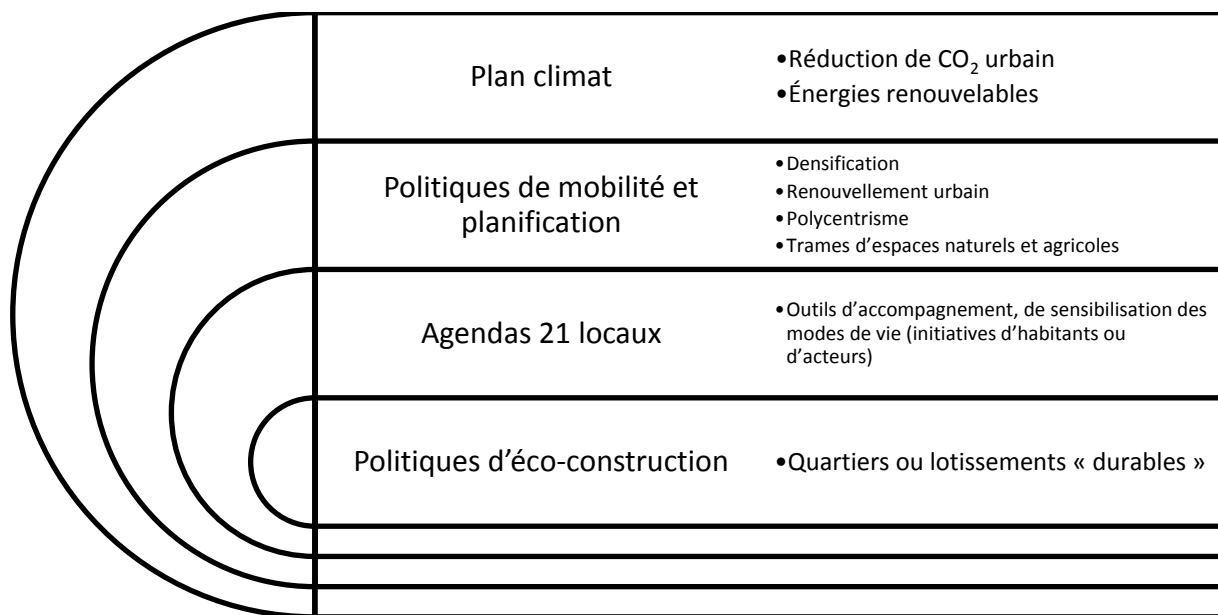 Plan climat
•Réduction de CO₂ urbain
•Énergies renouvelables
Politiques de mobilité et
planification
•Densification
•Renouvellement urbain
•Polycentrisme
•Trames d’espaces naturels et agricoles
Agendas 21 locaux
•Outils d’accompagnement, de sensibilisation des
modes de vie (initiatives d’habitants ou
d’acteurs)
Politiques d’éco-construction
•Quartiers ou lotissements « durables »